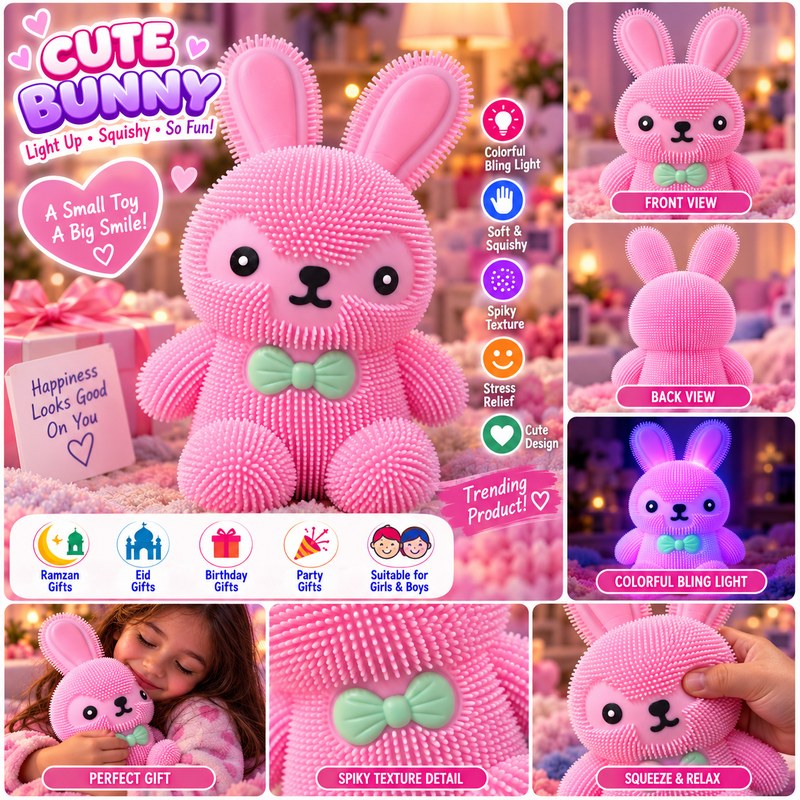 CUTE
BUNNY
Light Up • Squishy • So Fun!
A Small Toy
A Big Smile!
Happiness
Looks Good
On You
Colorful
Bling Light
Soft &
Squishy
Spiky
Texture
Stress
Relief
Cute
Design
Trending
Product!
Ramzan
Gifts
Eid
Gifts
Birthday
Gifts
Party
Gifts
Suitable for
Girls & Boys
FRONT VIEW
BACK VIEW
COLORFUL BLING LIGHT
PERFECT GIFT
SPIKY TEXTURE DETAIL
SQUEEZE & RELAX